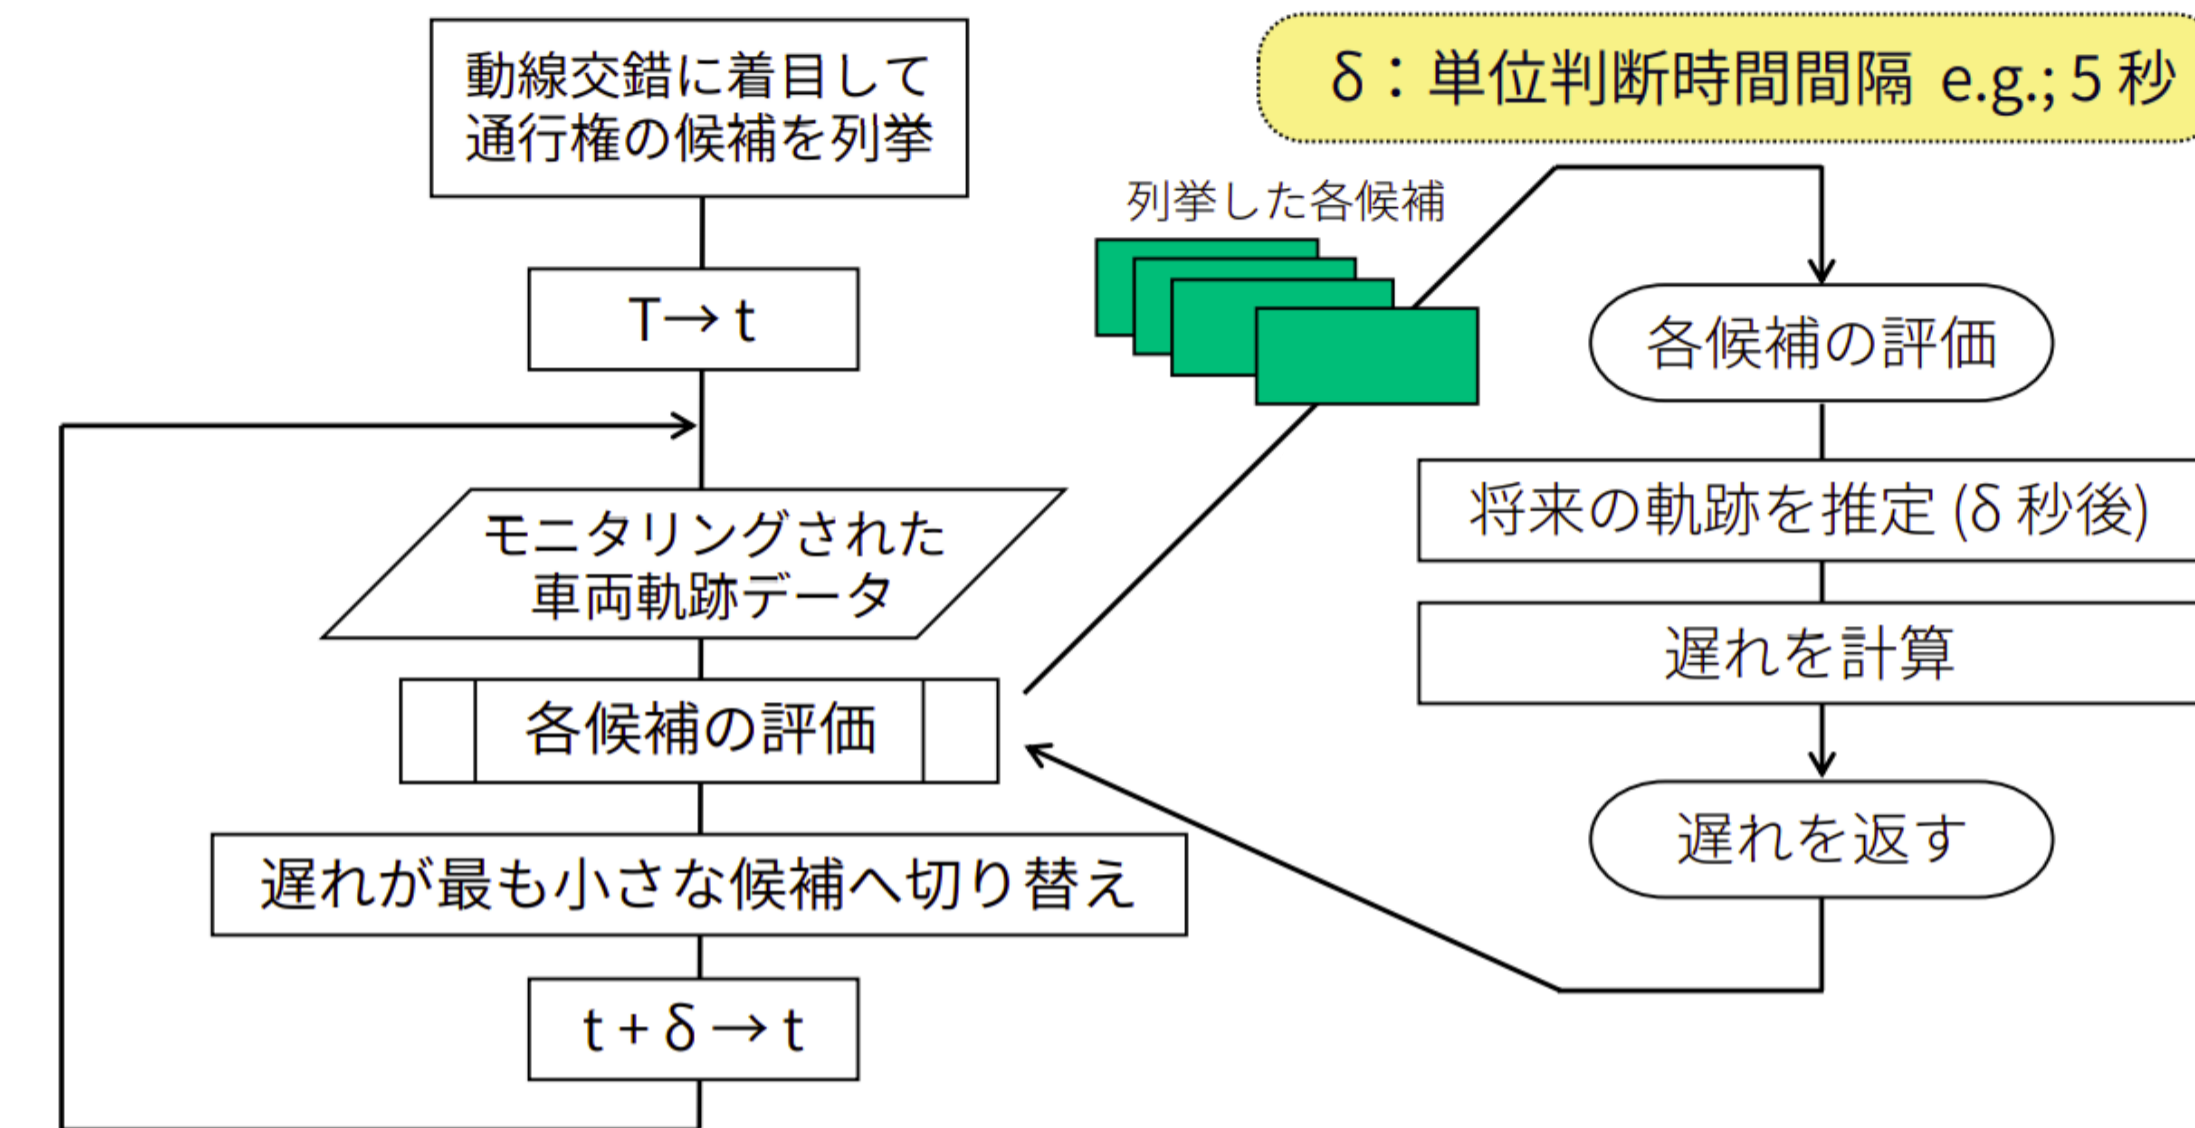 動線交錯に着目して
通行権の候補を列挙
T→ t
モニタリングされた
車両軌跡データ
各候補の評価
遅れが最も小さな候補へ切り替え
t + δ → t
δ：単位判断時間間隔 e.g.; 5 秒
列挙した各候補
各候補の評価
将来の軌跡を推定 (δ 秒後)
遅れを計算
遅れを返す